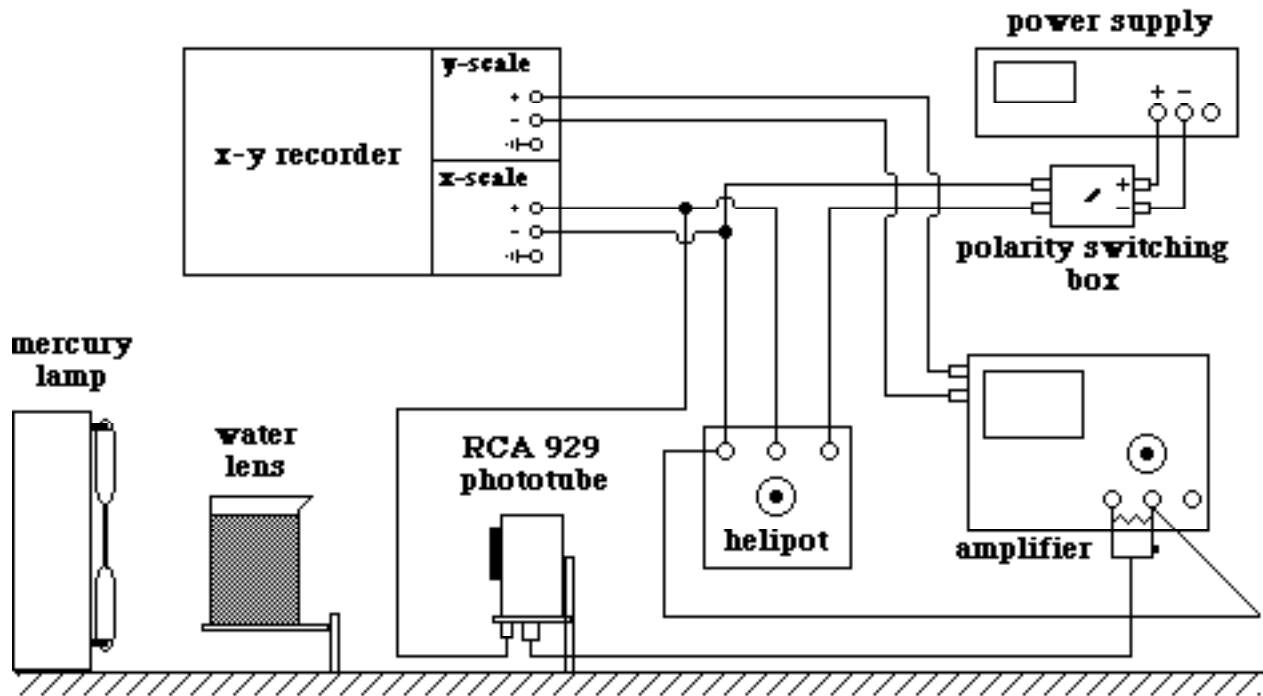 power supply
+ −
y-scale
+
-
x-y recorder
x-scale
+
-
+
−
polarity switching
box
mercury
lamp
water
lens
RCA 929
phototube
helipot
amplifier